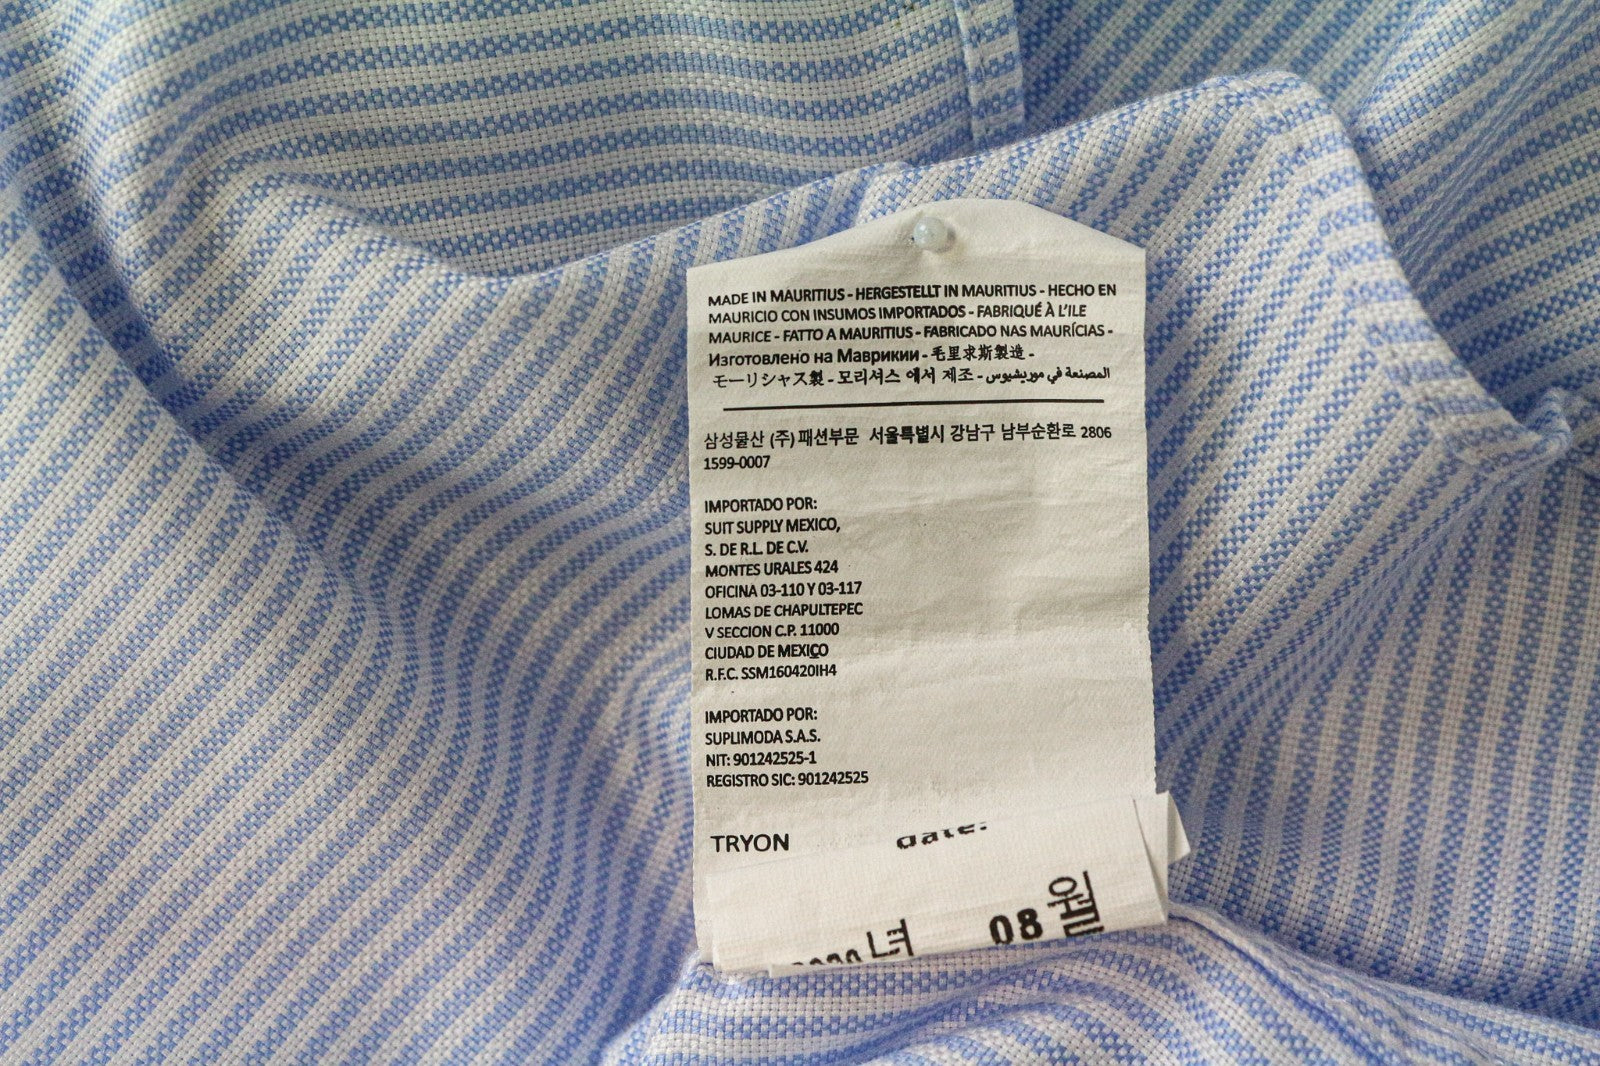 MADE IN MAURITIUS - HERGESTELLT IN MAURITIUS - HECHO EN
MAURICIO CON INSUMOS IMPORTADOS - FABRIQUÉ À L'ILE
MAURICE - FATTO A MAURITIUS - FABRICADO NAS MAURÍCIAS -
Изготовлено на Маврикии - 毛里求斯製造 -
モーリシャス製 - 모리셔스 에서 제조 - المصنعة في موريشيوس
삼성물산 (주) 패션부문 서울특별시 강남구 남부순환로 2806
1599-0007
IMPORTADO POR:
SUIT SUPPLY MEXICO,
S. DE R.L. DE C.V.
MONTES URALES 424
OFICINA 03-110 Y 03-117
LOMAS DE CHAPULTEPEC
V SECCION C.P. 11000
CIUDAD DE MEXICO
R.F.C. SSM160420IH4
IMPORTADO POR:
SUPLIMODA S.A.S.
NIT: 901242525-1
REGISTRO SIC: 901242525
TRYON date:
08 월